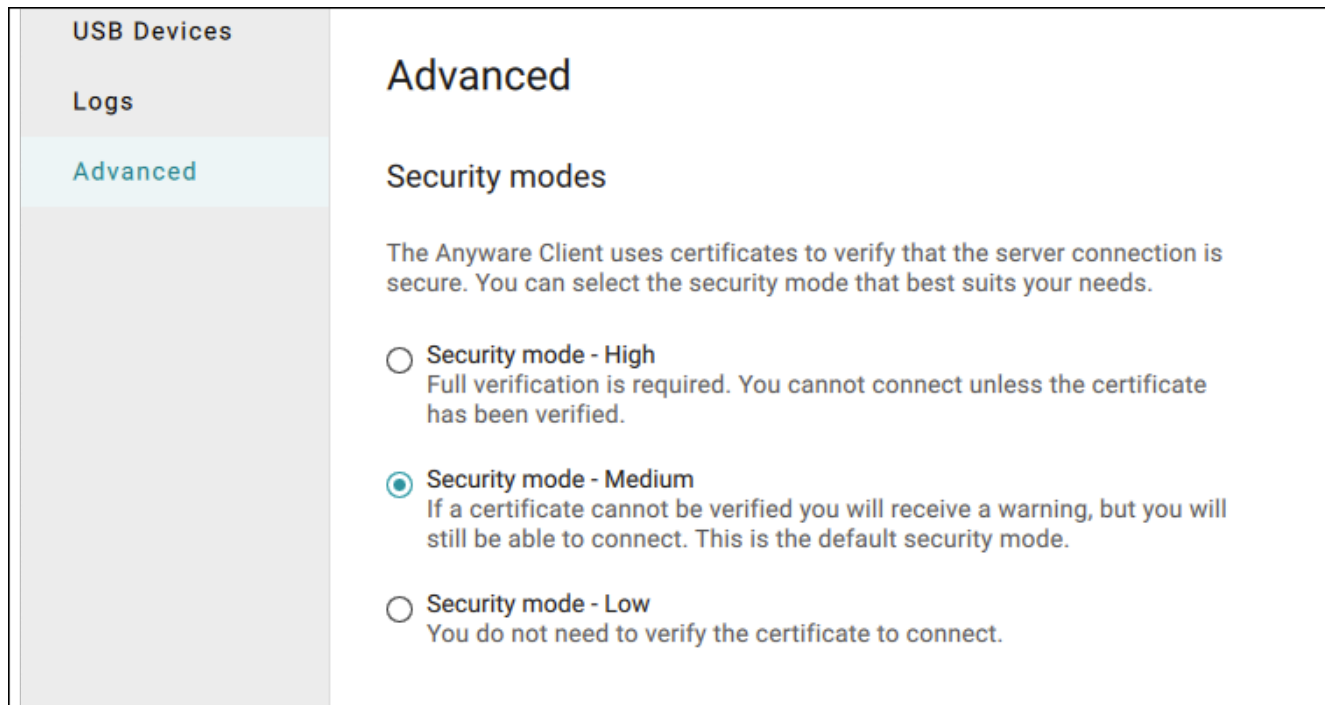 USB Devices
Logs
Advanced
Advanced
Security modes
The Anyware Client uses certificates to verify that the server connection is
secure. You can select the security mode that best suits your needs.
Security mode - High
Full verification is required. You cannot connect unless the certificate
has been verified.
Security mode - Medium
If a certificate cannot be verified you will receive a warning, but you will
still be able to connect. This is the default security mode.
Security mode - Low
You do not need to verify the certificate to connect.